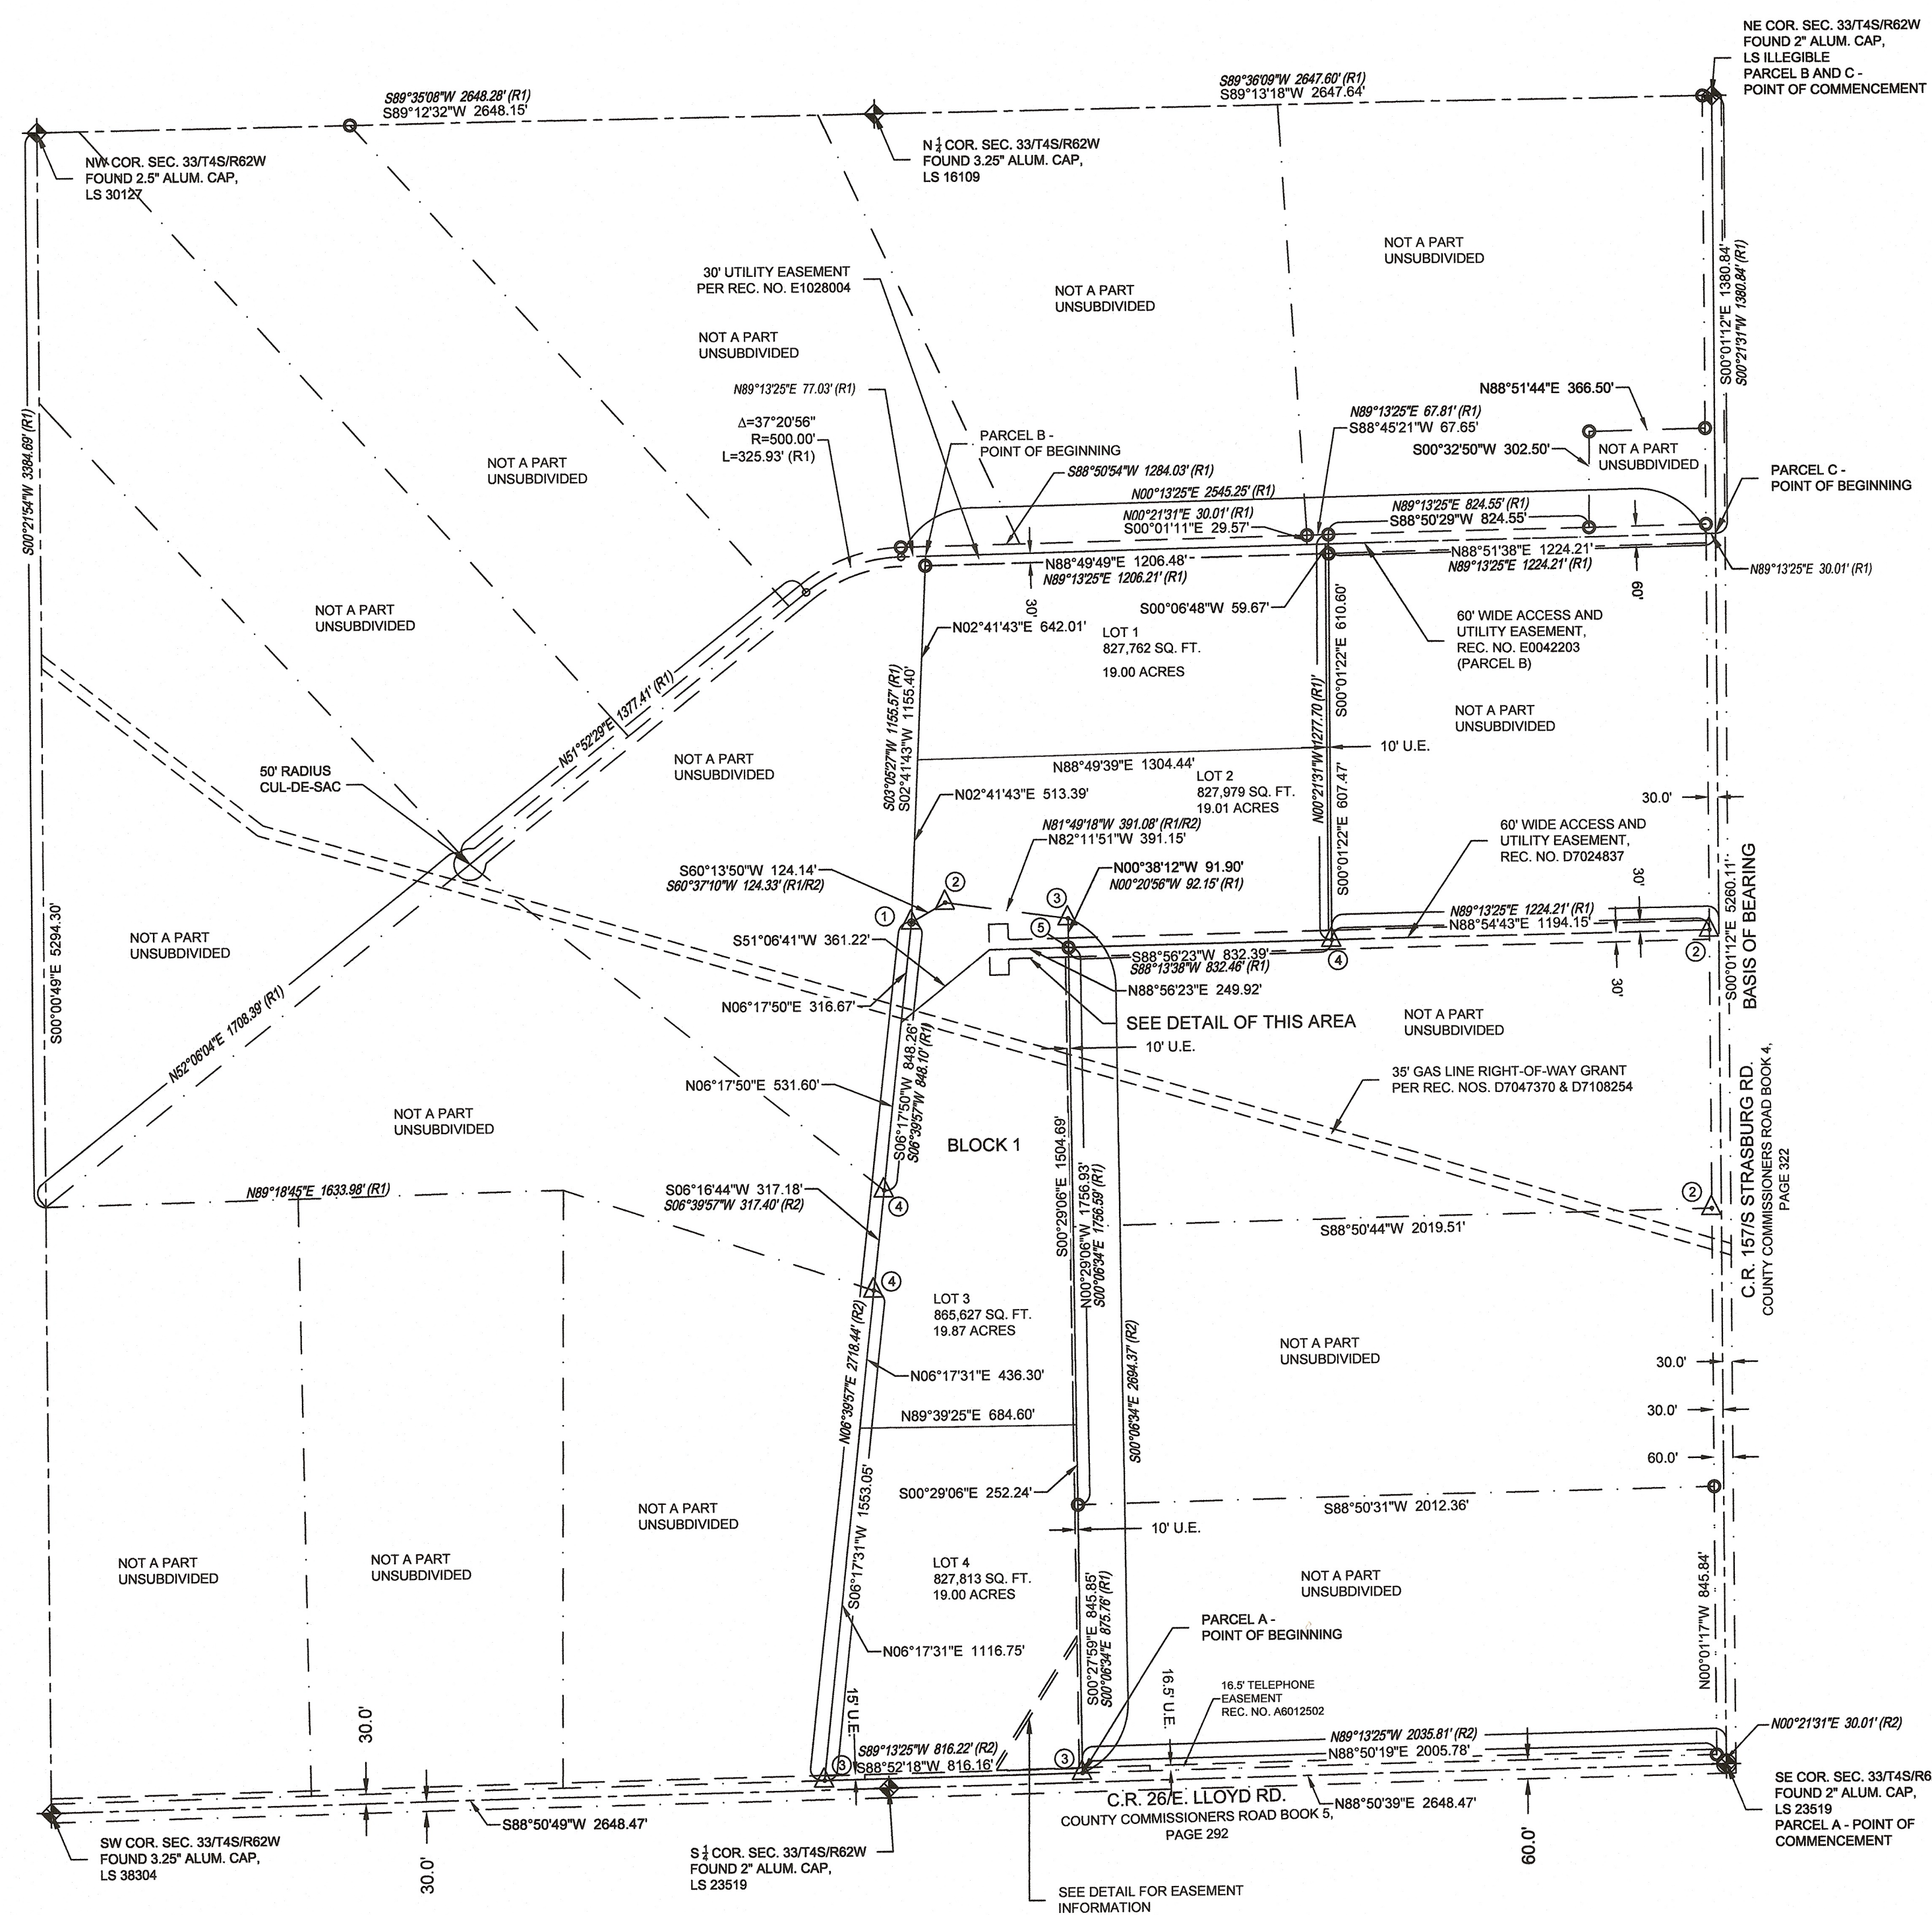 NE COR. SEC. 33/T4S/R62W
FOUND 2" ALUM. CAP,
LS ILLEGIBLE
PARCEL B AND C -
POINT OF COMMENCEMENT
S89°35'08"W 2648.28' (R1)
S89°12'32"W 2648.15'
S89°36'09"W 2647.60' (R1)
S89°13'18"W 2647.64'
NW COR. SEC. 33/T4S/R62W
FOUND 2.5" ALUM. CAP,
LS 30127
N 1/4 COR. SEC. 33/T4S/R62W
FOUND 3.25" ALUM. CAP,
LS 16109
NOT A PART
UNSUBDIVIDED
S00°01'12"E 1380.84'
S00°21'31"W 1380.84' (R1)
30' UTILITY EASEMENT
PER REC. NO. E1028004
NOT A PART
UNSUBDIVIDED
NOT A PART
UNSUBDIVIDED
N89°13'25"E 77.03' (R1)
N88°51'44"E 366.50'
Δ=37°20'56"
R=500.00'
L=325.93' (R1)
N89°13'25"E 67.81' (R1)
S88°45'21"W 67.65'
S00°32'50"W 302.50'
NOT A PART
UNSUBDIVIDED
PARCEL B -
POINT OF BEGINNING
S88°50'54"W 1284.03' (R1)
NOT A PART
UNSUBDIVIDED
PARCEL C -
POINT OF BEGINNING
N00°13'25"E 2545.25' (R1)
N00°21'31"E 30.01' (R1)
S00°01'11"E 29.57'
N89°13'25"E 824.55' (R1)
S88°50'29"W 824.55'
S00°21'54"W 3384.69' (R1)
N88°49'49"E 1206.48'
N89°13'25"E 1206.21' (R1)
N88°51'38"E 1224.21'
N89°13'25"E 1224.21' (R1)
N89°13'25"E 30.01' (R1)
30'
60'
S00°06'48"W 59.67'
NOT A PART
UNSUBDIVIDED
N02°41'43"E 642.01'
LOT 1
827,762 SQ. FT.
19.00 ACRES
S00°01'22"E 610.60'
60' WIDE ACCESS AND
UTILITY EASEMENT,
REC. NO. E0042203
(PARCEL B)
N51°52'29"E 1377.41' (R1)
S03°05'27"W 1155.57' (R1)
S02°41'43"W 1155.40'
NOT A PART
UNSUBDIVIDED
NOT A PART
UNSUBDIVIDED
10' U.E.
N88°49'39"E 1304.44'
50' RADIUS
CUL-DE-SAC
N02°41'43"E 513.39'
LOT 2
827,979 SQ. FT.
19.01 ACRES
N00°21'31"W 1277.70 (R1)'
S00°01'22"E 607.47'
30.0'
N81°49'18"W 391.08' (R1/R2)
N82°11'51"W 391.15'
60' WIDE ACCESS AND
UTILITY EASEMENT,
REC. NO. D7024837
S60°13'50"W 124.14'
S60°37'10"W 124.33' (R1/R2)
N00°38'12"W 91.90'
N00°20'56"W 92.15' (R1)
1
2
3
5
4
2
30'
30'
N89°13'25"E 1224.21' (R1)
N88°54'43"E 1194.15'
S00°01'12"E 5260.11'
BASIS OF BEARING
NOT A PART
UNSUBDIVIDED
S00°00'49"E 5294.30'
S51°06'41"W 361.22'
S88°56'23"W 832.39'
S88°13'38"W 832.46' (R1)
N88°56'23"E 249.92'
N06°17'50"E 316.67'
SEE DETAIL OF THIS AREA
NOT A PART
UNSUBDIVIDED
10' U.E.
N52°06'04"E 1708.39' (R1)
S06°17'50"W 848.26'
S06°39'57"W 848.10' (R1)
N06°17'50"E 531.60'
35' GAS LINE RIGHT-OF-WAY GRANT
PER REC. NOS. D7047370 & D7108254
NOT A PART
UNSUBDIVIDED
BLOCK 1
S00°29'06"E 1504.69'
N00°29'06"W 1756.93'
S00°06'34"E 1756.59' (R1)
C.R. 157/S STRASBURG RD.
COUNTY COMMISSIONERS ROAD BOOK 4,
PAGE 322
N89°18'45"E 1633.98' (R1)
S06°16'44"W 317.18'
S06°39'57"W 317.40' (R2)
4
2
S88°50'44"W 2019.51'
4
LOT 3
865,627 SQ. FT.
19.87 ACRES
NOT A PART
UNSUBDIVIDED
N06°39'57"E 2718.44' (R2)
N06°17'31"E 436.30'
S00°06'34"E 2694.37' (R2)
30.0'
30.0'
60.0'
N89°39'25"E 684.60'
S06°17'31"W 1553.05'
S00°29'06"E 252.24'
S88°50'31"W 2012.36'
NOT A PART
UNSUBDIVIDED
10' U.E.
NOT A PART
UNSUBDIVIDED
NOT A PART
UNSUBDIVIDED
LOT 4
827,813 SQ. FT.
19.00 ACRES
NOT A PART
UNSUBDIVIDED
N00°01'17"W 845.84'
S00°27'59"E 845.85'
S00°06'34"E 875.76' (R1)
PARCEL A -
POINT OF BEGINNING
N06°17'31"E 1116.75'
15' U.E.
16.5' U.E.
16.5' TELEPHONE
EASEMENT
REC. NO. A6012502
30.0'
N00°21'31"E 30.01' (R2)
S89°13'25"W 816.22' (R2)
S88°52'18"W 816.16'
3
3
N89°13'25"W 2035.81' (R2)
N88°50'19"E 2005.78'
SE COR. SEC. 33/T4S/R6
FOUND 2" ALUM. CAP,
LS 23519
PARCEL A - POINT OF
COMMENCEMENT
C.R. 26/E. LLOYD RD.
COUNTY COMMISSIONERS ROAD BOOK 5,
PAGE 292
N88°50'39"E 2648.47'
S88°50'49"W 2648.47'
SW COR. SEC. 33/T4S/R62W
FOUND 3.25" ALUM. CAP,
LS 38304
30.0'
S 1/4 COR. SEC. 33/T4S/R62W
FOUND 2" ALUM. CAP,
LS 23519
60.0'
SEE DETAIL FOR EASEMENT
INFORMATION